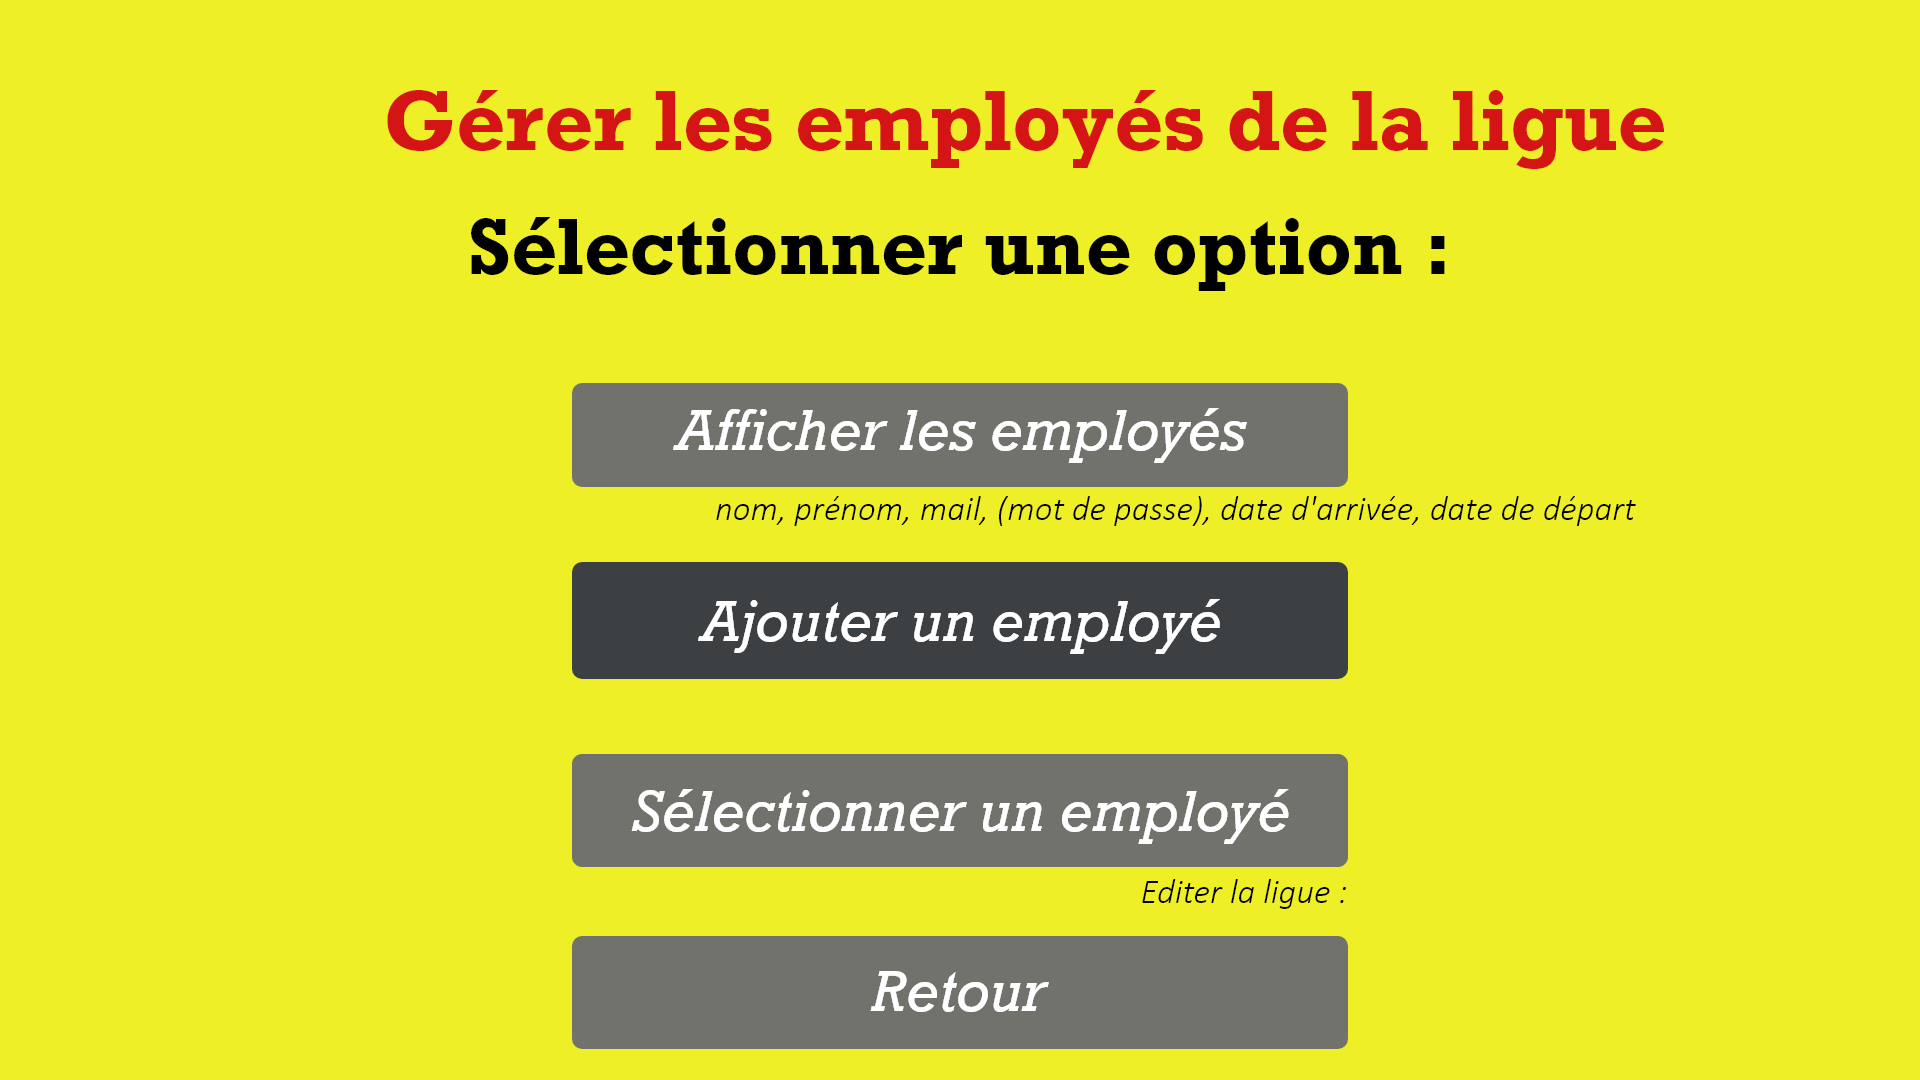 Gérer les employés de la ligue
Sélectionner une option :
Afficher les employés
nom, prénom, mail, (mot de passe), date d'arrivée, date de départ
Ajouter un employé
Sélectionner un employé
Editer la ligue :
Retour